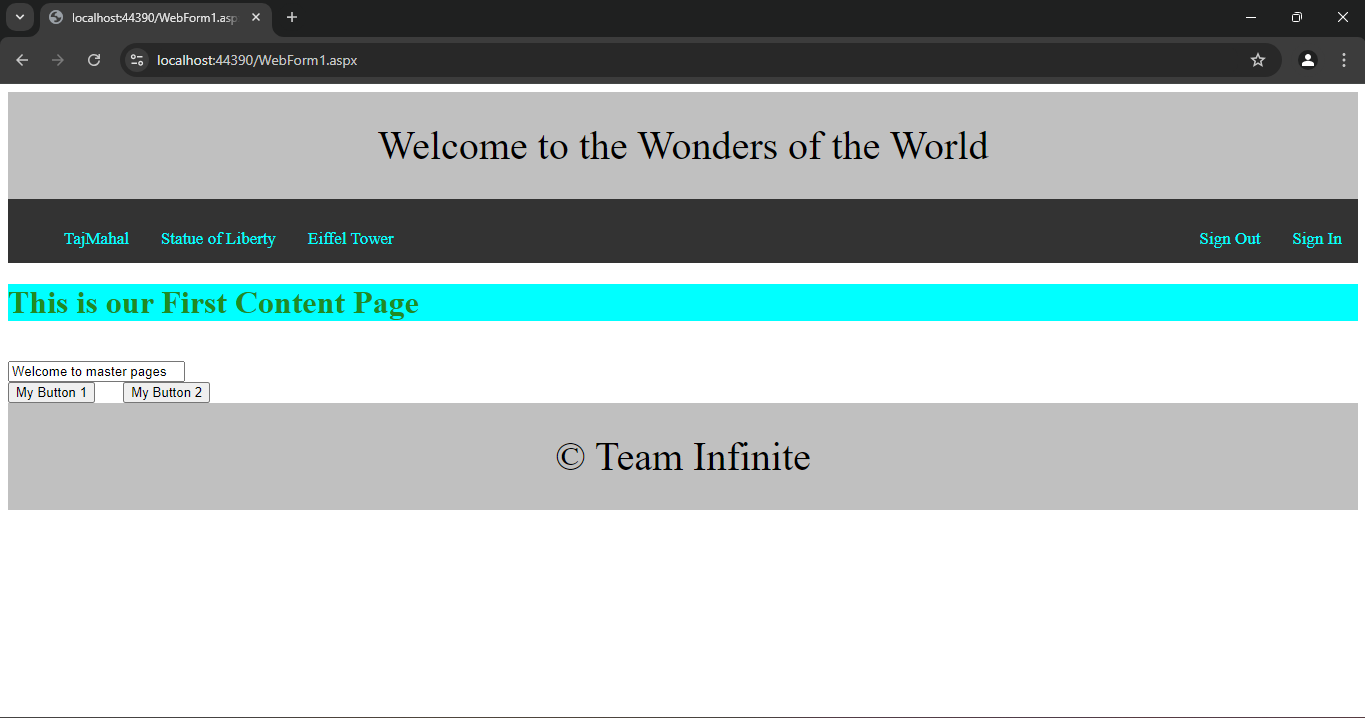 localhost:44390/WebForm1.asp
localhost:44390/WebForm1.aspx
Welcome to the Wonders of the World
TajMahal Statue of Liberty Eiffel Tower Sign Out Sign In
This is our First Content Page
Welcome to master pages
My Button 1 My Button 2
© Team Infinite